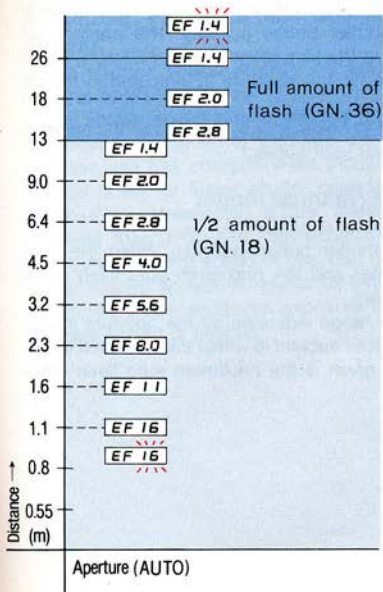 EF 1.4
26 EF 1.4
18 EF 2.0
Full amount of
flash (GN. 36)
13 EF 2.8
EF 1.4
9.0 EF 2.0
6.4 EF 2.8
1/2 amount of flash
(GN. 18)
4.5 EF 4.0
3.2 EF 5.6
2.3 EF 8.0
1.6 EF 11
1.1 EF 16
0.8 EF 16
0.55
Distance →
(m)
Aperture (AUTO)